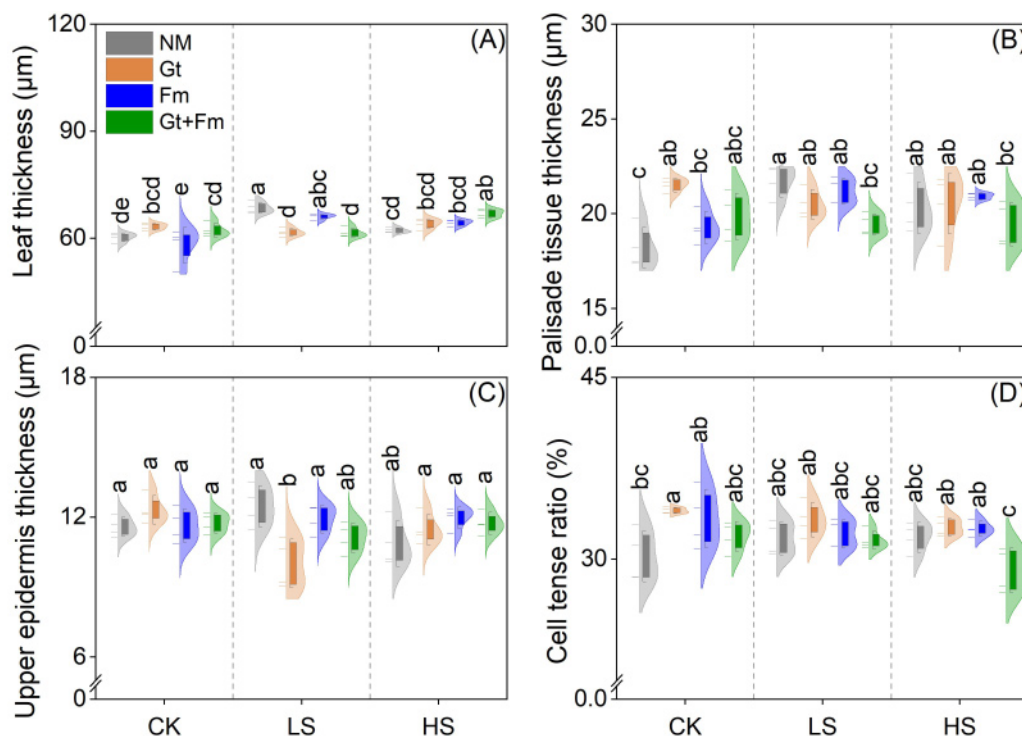 120
90
60
0
Leaf thickness (μm)
(A)
NM
Gt
Fm
Gt+Fm
de bcd e cd a d abc d cd bcd bcd ab
30
25
20
15
0.0
Palisade tissue thickness (μm)
(B)
c ab bc abc a ab ab bc ab ab ab bc
18
12
6
0
Upper epidermis thickness (μm)
(C)
a a a a a b a ab ab a a a
CK LS HS
45
30
0.0
Cell tense ratio (%)
(D)
bc a ab abc abc ab abc abc abc ab ab c
CK LS HS